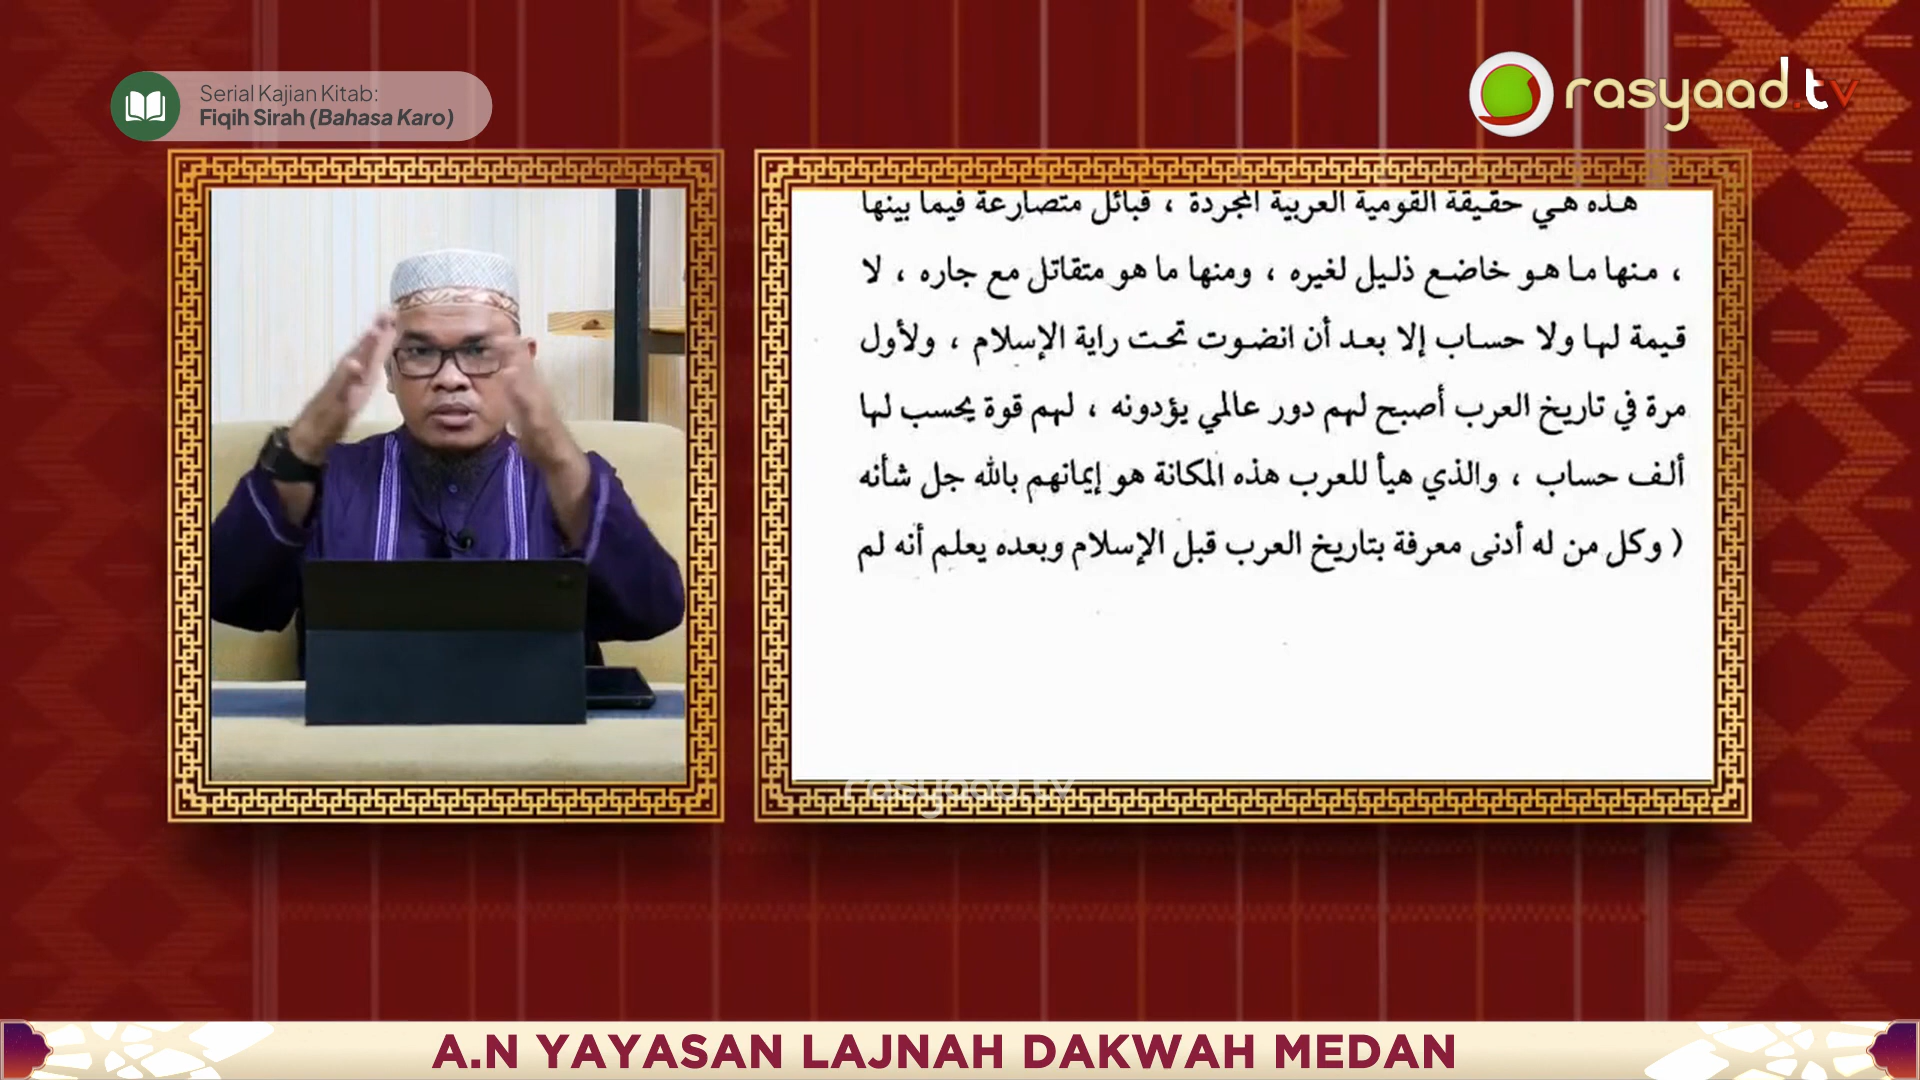 Serial Kajian Kitab:
Fiqih Sirah (Bahasa Karo)
rasyaad.tv
هذه هي حقيقة القومية العربية المجردة ، قبائل متصارعة فيما بينها
، منها ما هو خاضع ذليل لغيره ، ومنها ما هو متقاتل مع جاره ، لا
قيمة لها ولا حساب إلا بعد أن انضوت تحت راية الإسلام ، ولأول
مرة في تاريخ العرب أصبح لهم دور عالمي يؤدونه ، لهم قوة يحسب لها
ألف حساب ، والذي هيأ للعرب هذه المكانة هو إيمانهم بالله جل شأنه
( وكل من له أدنى معرفة بتاريخ العرب قبل الإسلام وبعده يعلم أنه لم
rasyaad.tv
A.N YAYASAN LAJNAH DAKWAH MEDAN